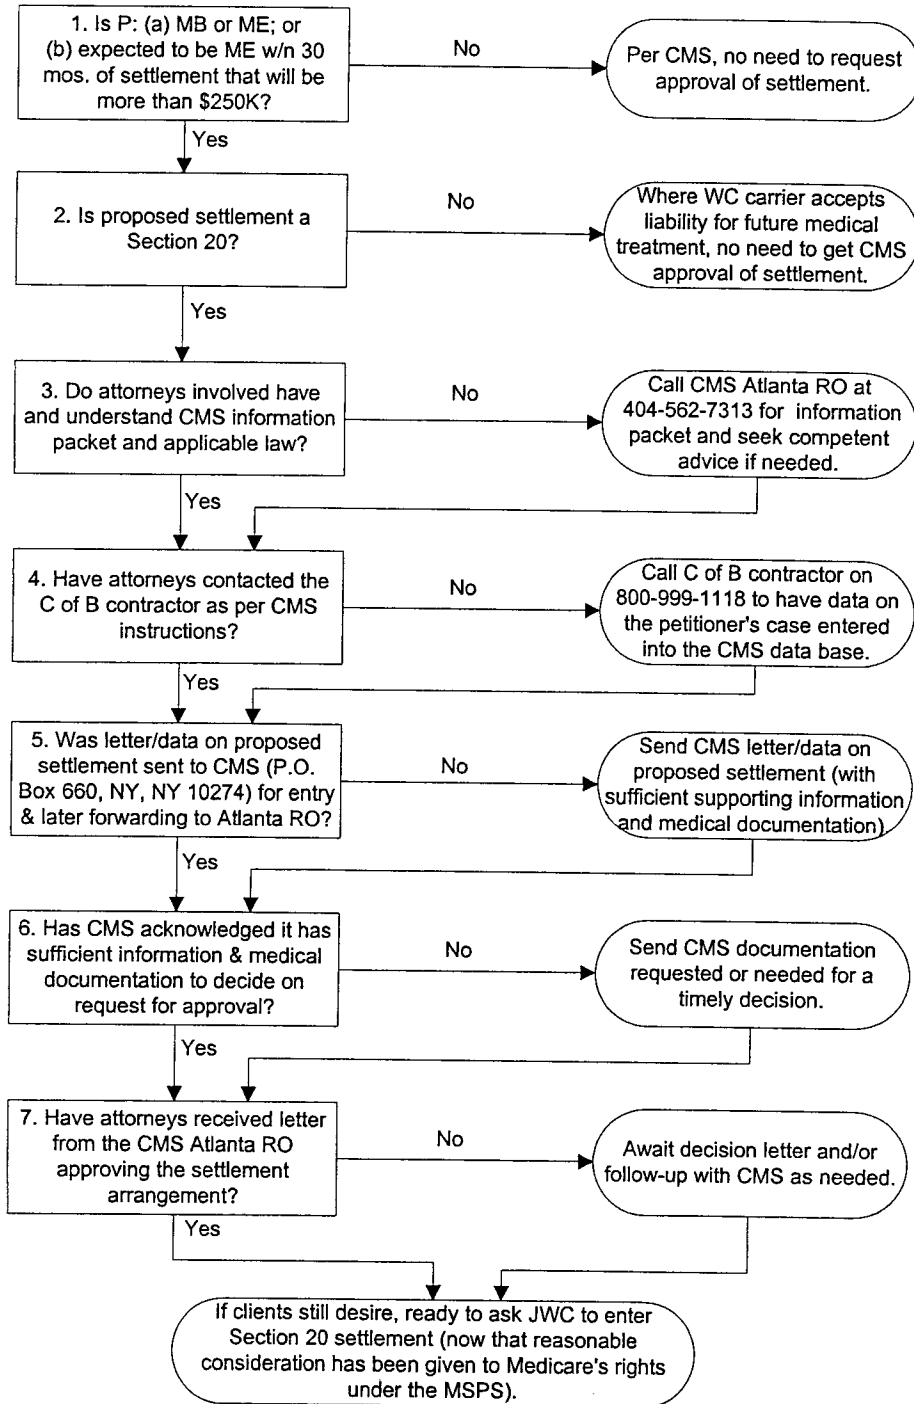 1. Is P: (a) MB or ME; or
(b) expected to be ME w/n 30
mos. of settlement that will be
more than $250K?
No
Per CMS, no need to request
approval of settlement.
Yes
2. Is proposed settlement a
Section 20?
No
Where WC carrier accepts
liability for future medical
treatment, no need to get CMS
approval of settlement.
Yes
3. Do attorneys involved have
and understand CMS information
packet and applicable law?
No
Call CMS Atlanta RO at
404-562-7313 for information
packet and seek competent
advice if needed.
Yes
4. Have attorneys contacted the
C of B contractor as per CMS
instructions?
No
Call C of B contractor on
800-999-1118 to have data on
the petitioner's case entered
into the CMS data base.
Yes
5. Was letter/data on proposed
settlement sent to CMS (P.O.
Box 660, NY, NY 10274) for entry
& later forwarding to Atlanta RO?
No
Send CMS letter/data on
proposed settlement (with
sufficient supporting information
and medical documentation)
Yes
6. Has CMS acknowledged it has
sufficient information & medical
documentation to decide on
request for approval?
No
Send CMS documentation
requested or needed for a
timely decision.
Yes
7. Have attorneys received letter
from the CMS Atlanta RO
approving the settlement
arrangement?
No
Await decision letter and/or
follow-up with CMS as needed.
Yes
If clients still desire, ready to ask JWC to enter
Section 20 settlement (now that reasonable
consideration has been given to Medicare's rights
under the MSPS).